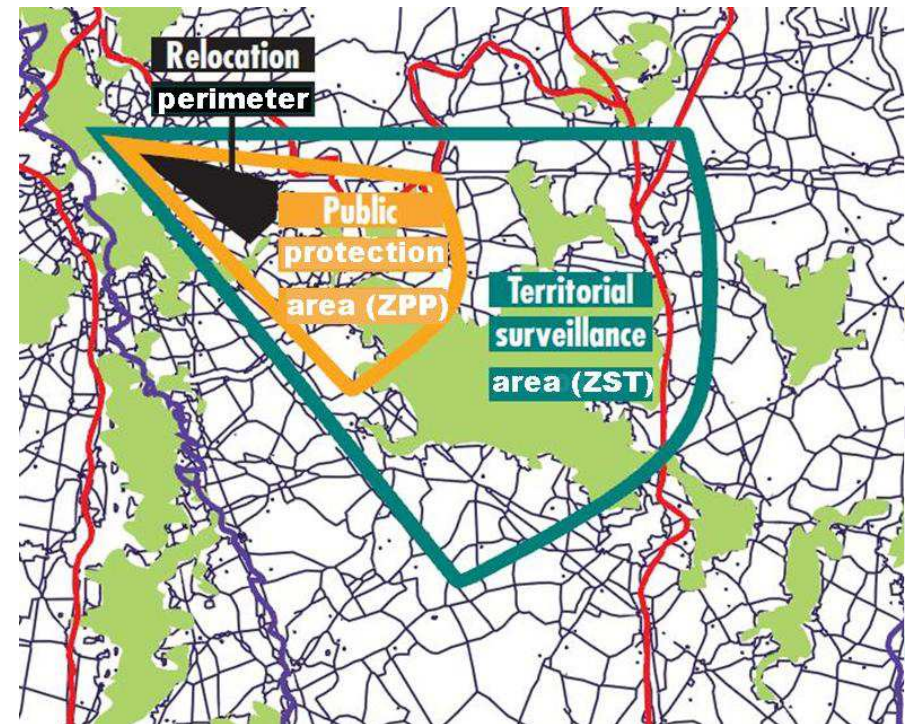 Relocation
perimeter
Public
protection
area (ZPP)
Territorial
surveillance
area (ZST)